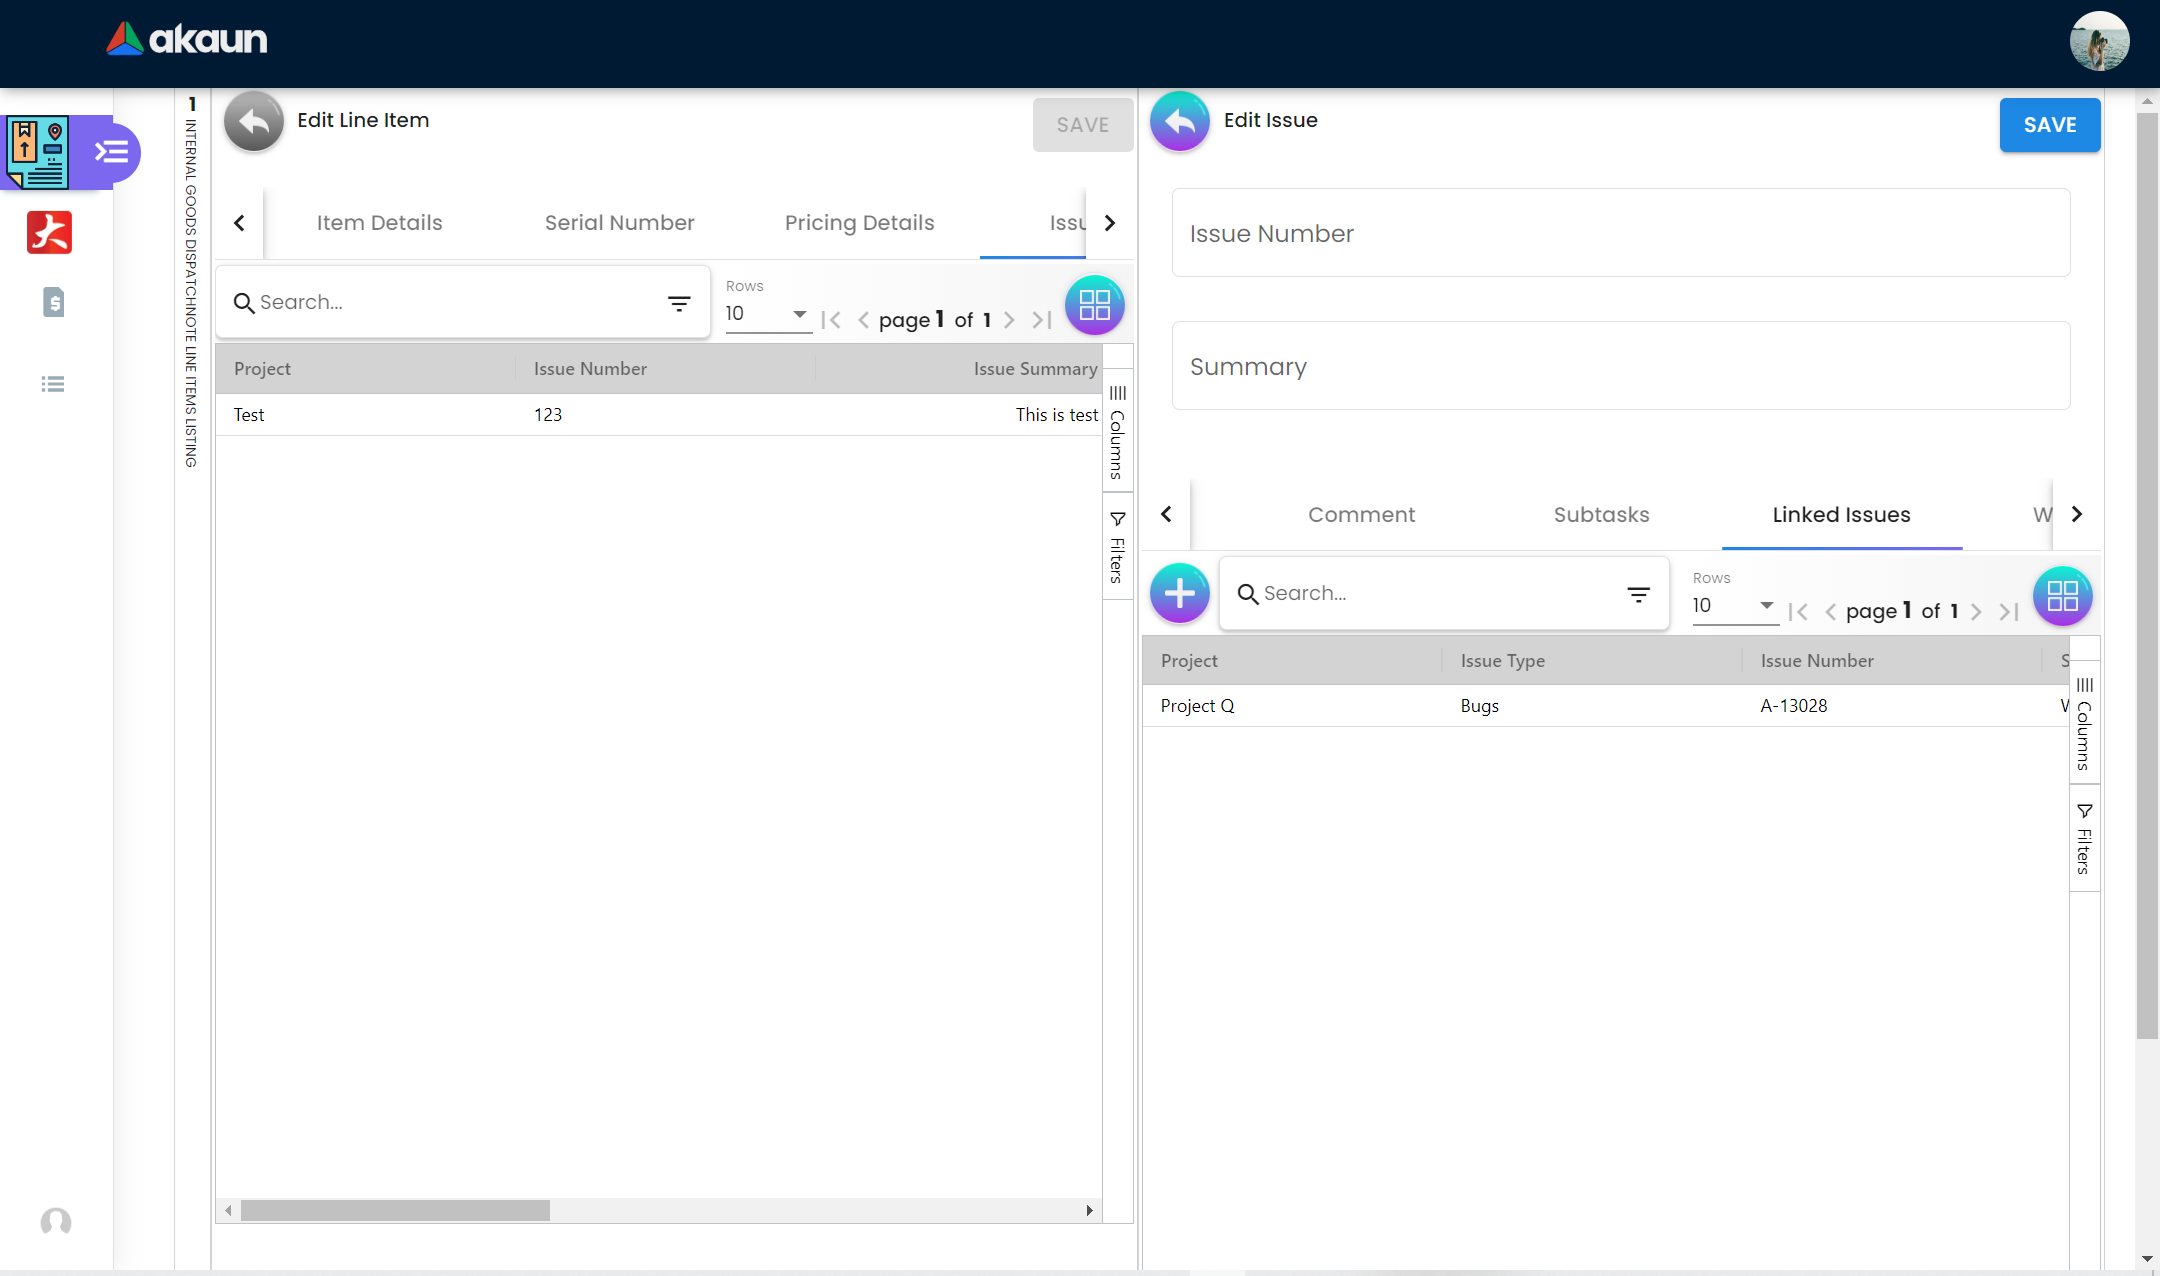 akaun
1 INTERNAL GOODS DISPATCHNOTE LINE ITEMS LISTING
Edit Line Item
SAVE
Item Details Serial Number Pricing Details Issu
Search...
Rows
10
page 1 of 1
Project Issue Number Issue Summary
Test 123 This is test
Columns
Filters
Edit Issue
SAVE
Issue Number
Summary
Comment Subtasks Linked Issues W
Search...
Rows
10
page 1 of 1
Project Issue Type Issue Number S
Project Q Bugs A-13028
Columns
Filters